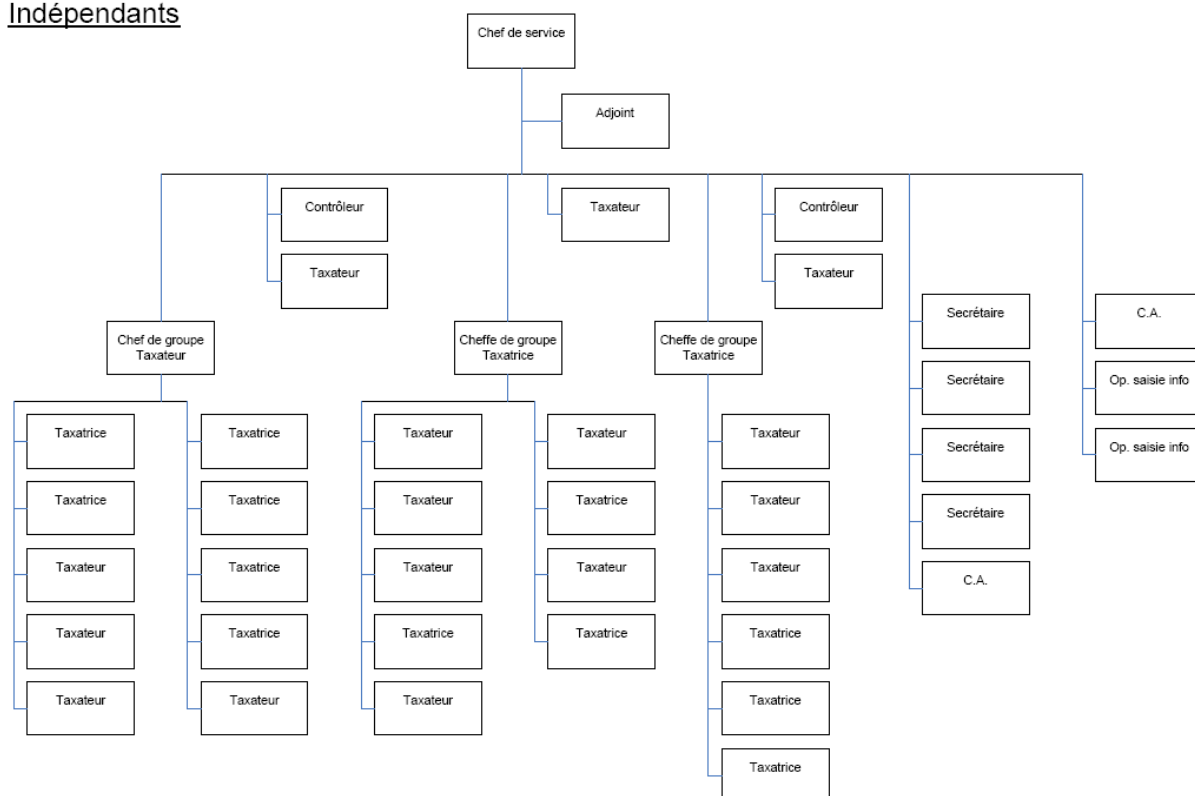 Indépendants
Chef de service
Adjoint
Contrôleur
Taxateur
Contrôleur
Taxateur
Taxateur
Secrétaire
C.A.
Chef de groupe
Taxateur
Cheffe de groupe
Taxatrice
Cheffe de groupe
Taxatrice
Secrétaire
Op. saisie info
Taxatrice
Taxatrice
Taxateur
Taxateur
Taxateur
Secrétaire
Op. saisie info
Taxatrice
Taxatrice
Taxateur
Taxatrice
Taxateur
Secrétaire
Taxateur
Taxatrice
Taxateur
Taxateur
Taxateur
C.A.
Taxateur
Taxatrice
Taxatrice
Taxatrice
Taxatrice
Taxateur
Taxateur
Taxateur
Taxatrice
Taxatrice